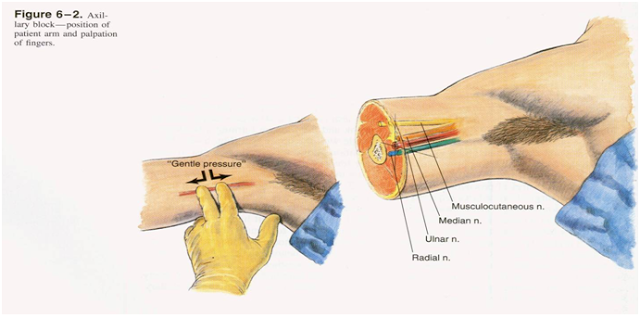 Figure 6–2. Axil-
lary block—position of
patient arm and palpation
of fingers.
"Gentle pressure"
Musculocutaneous n.
Median n.
Ulnar n.
Radial n.